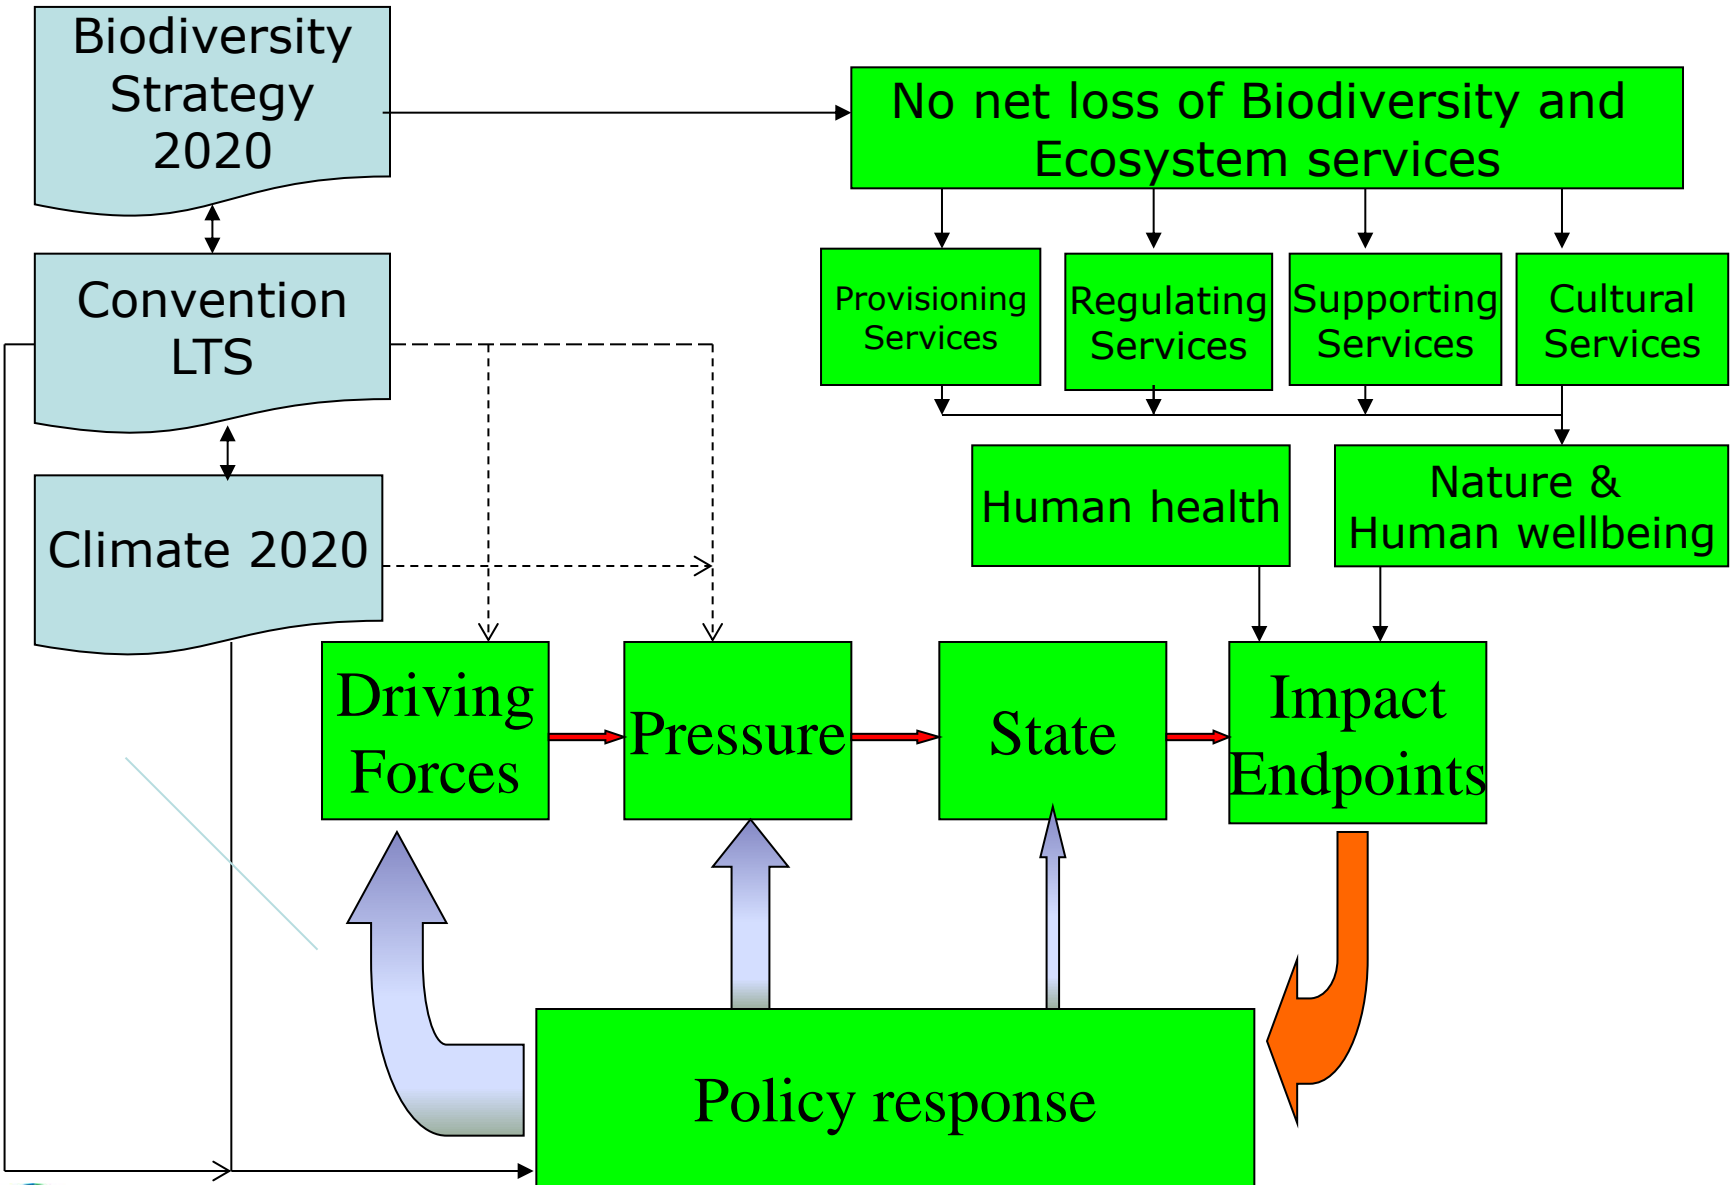 Biodiversity
Strategy
2020
No net loss of Biodiversity and
Ecosystem services
Convention
LTS
Provisioning
Services
Regulating
Services
Supporting
Services
Cultural
Services
Climate 2020
Human health
Nature &
Human wellbeing
Driving
Forces
Pressure
State
Impact
Endpoints
Policy response